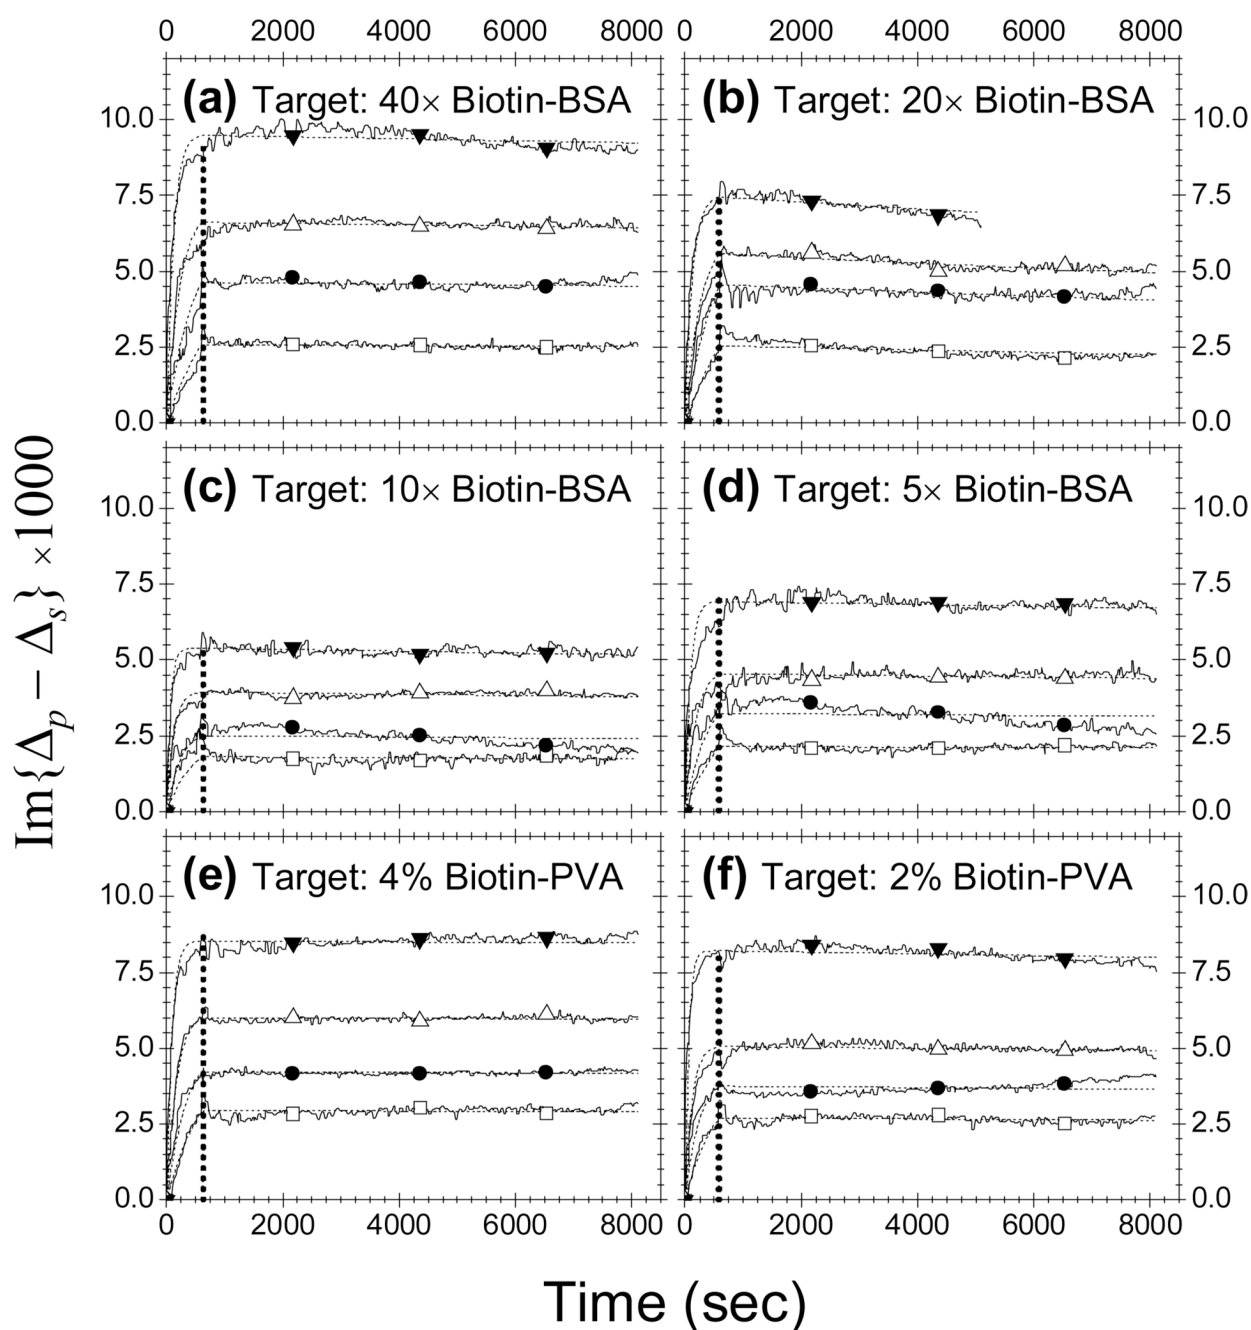 0 2000 4000 6000 8000 0 2000 4000 6000 8000
(a) Target: 40× Biotin-BSA
(b) Target: 20× Biotin-BSA
10.0 10.0
7.5 7.5
5.0 5.0
2.5 2.5
0.0 0.0
(c) Target: 10× Biotin-BSA
(d) Target: 5× Biotin-BSA
10.0 10.0
7.5 7.5
5.0 5.0
2.5 2.5
0.0 0.0
(e) Target: 4% Biotin-PVA
(f) Target: 2% Biotin-PVA
10.0 10.0
7.5 7.5
5.0 5.0
2.5 2.5
0.0 0.0
0 2000 4000 6000 8000 0 2000 4000 6000 8000
Im{Δp − Δs} ×1000
Time (sec)